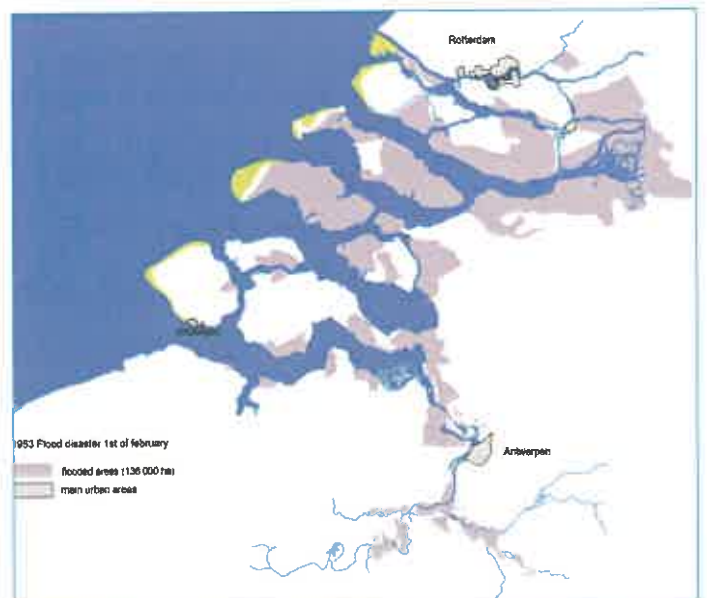 Rotterdam
1953 Flood disaster 1st of february
flooded areas (136 000 ha)
main urban areas
Antwerpen